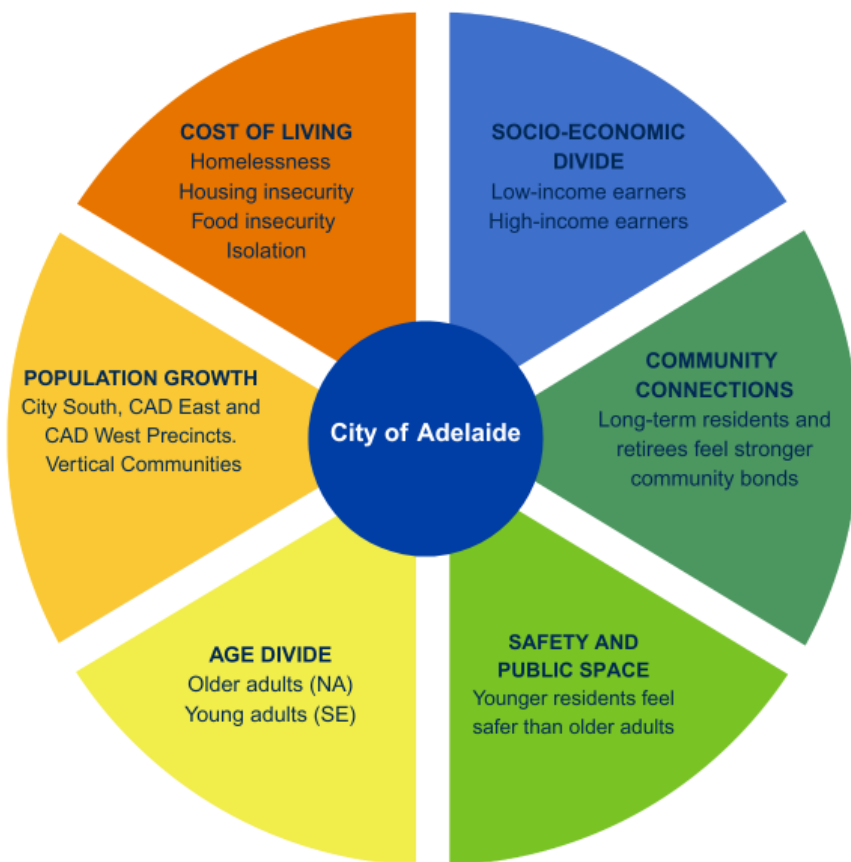 COST OF LIVING
Homelessness
Housing insecurity
Food insecurity
Isolation
SOCIO-ECONOMIC
DIVIDE
Low-income earners
High-income earners
POPULATION GROWTH
City South, CAD East and
CAD West Precincts.
Vertical Communities
City of Adelaide
COMMUNITY
CONNECTIONS
Long-term residents and
retirees feel stronger
community bonds
AGE DIVIDE
Older adults (NA)
Young adults (SE)
SAFETY AND
PUBLIC SPACE
Younger residents feel
safer than older adults